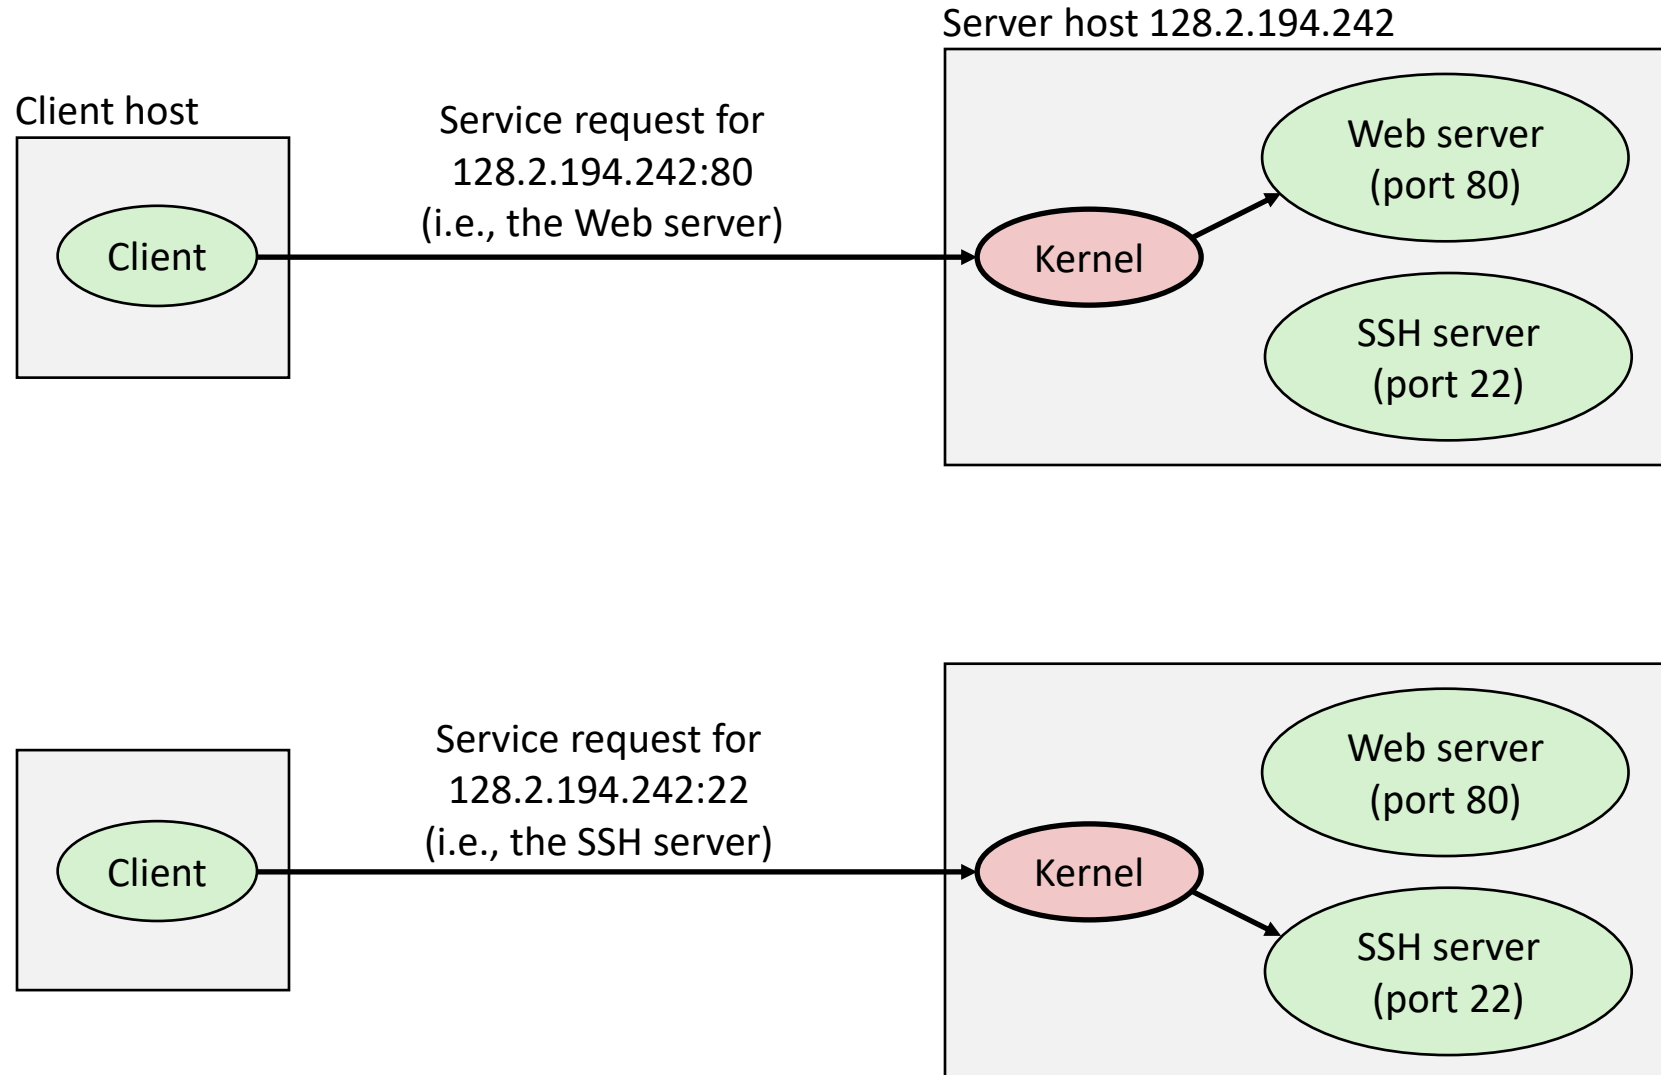 Server host 128.2.194.242
Client host
Service request for
128.2.194.242:80
(i.e., the Web server)
Client
Kernel
Web server
(port 80)
SSH server
(port 22)
Service request for
128.2.194.242:22
(i.e., the SSH server)
Client
Kernel
Web server
(port 80)
SSH server
(port 22)